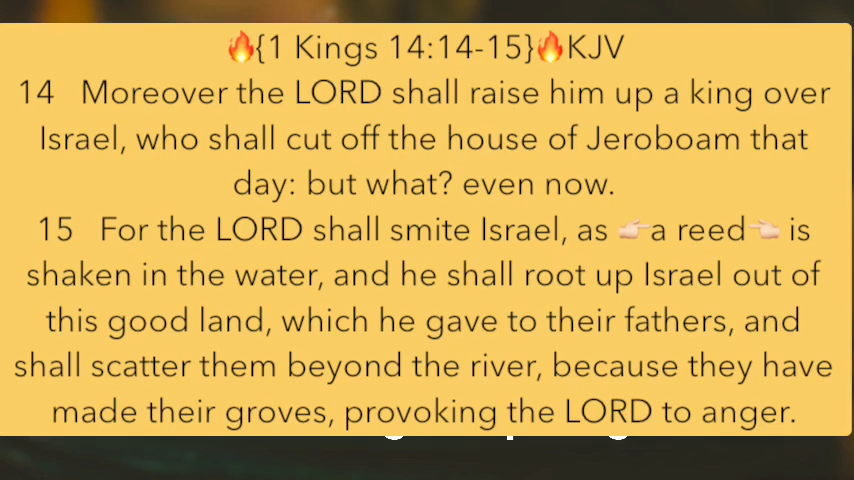 🔥{1 Kings 14:14-15}🔥KJV
14 Moreover the LORD shall raise him up a king over
Israel, who shall cut off the house of Jeroboam that
day: but what? even now.
15 For the LORD shall smite Israel, as 👉🏻a reed👈🏻 is
shaken in the water, and he shall root up Israel out of
this good land, which he gave to their fathers, and
shall scatter them beyond the river, because they have
made their groves, provoking the LORD to anger.